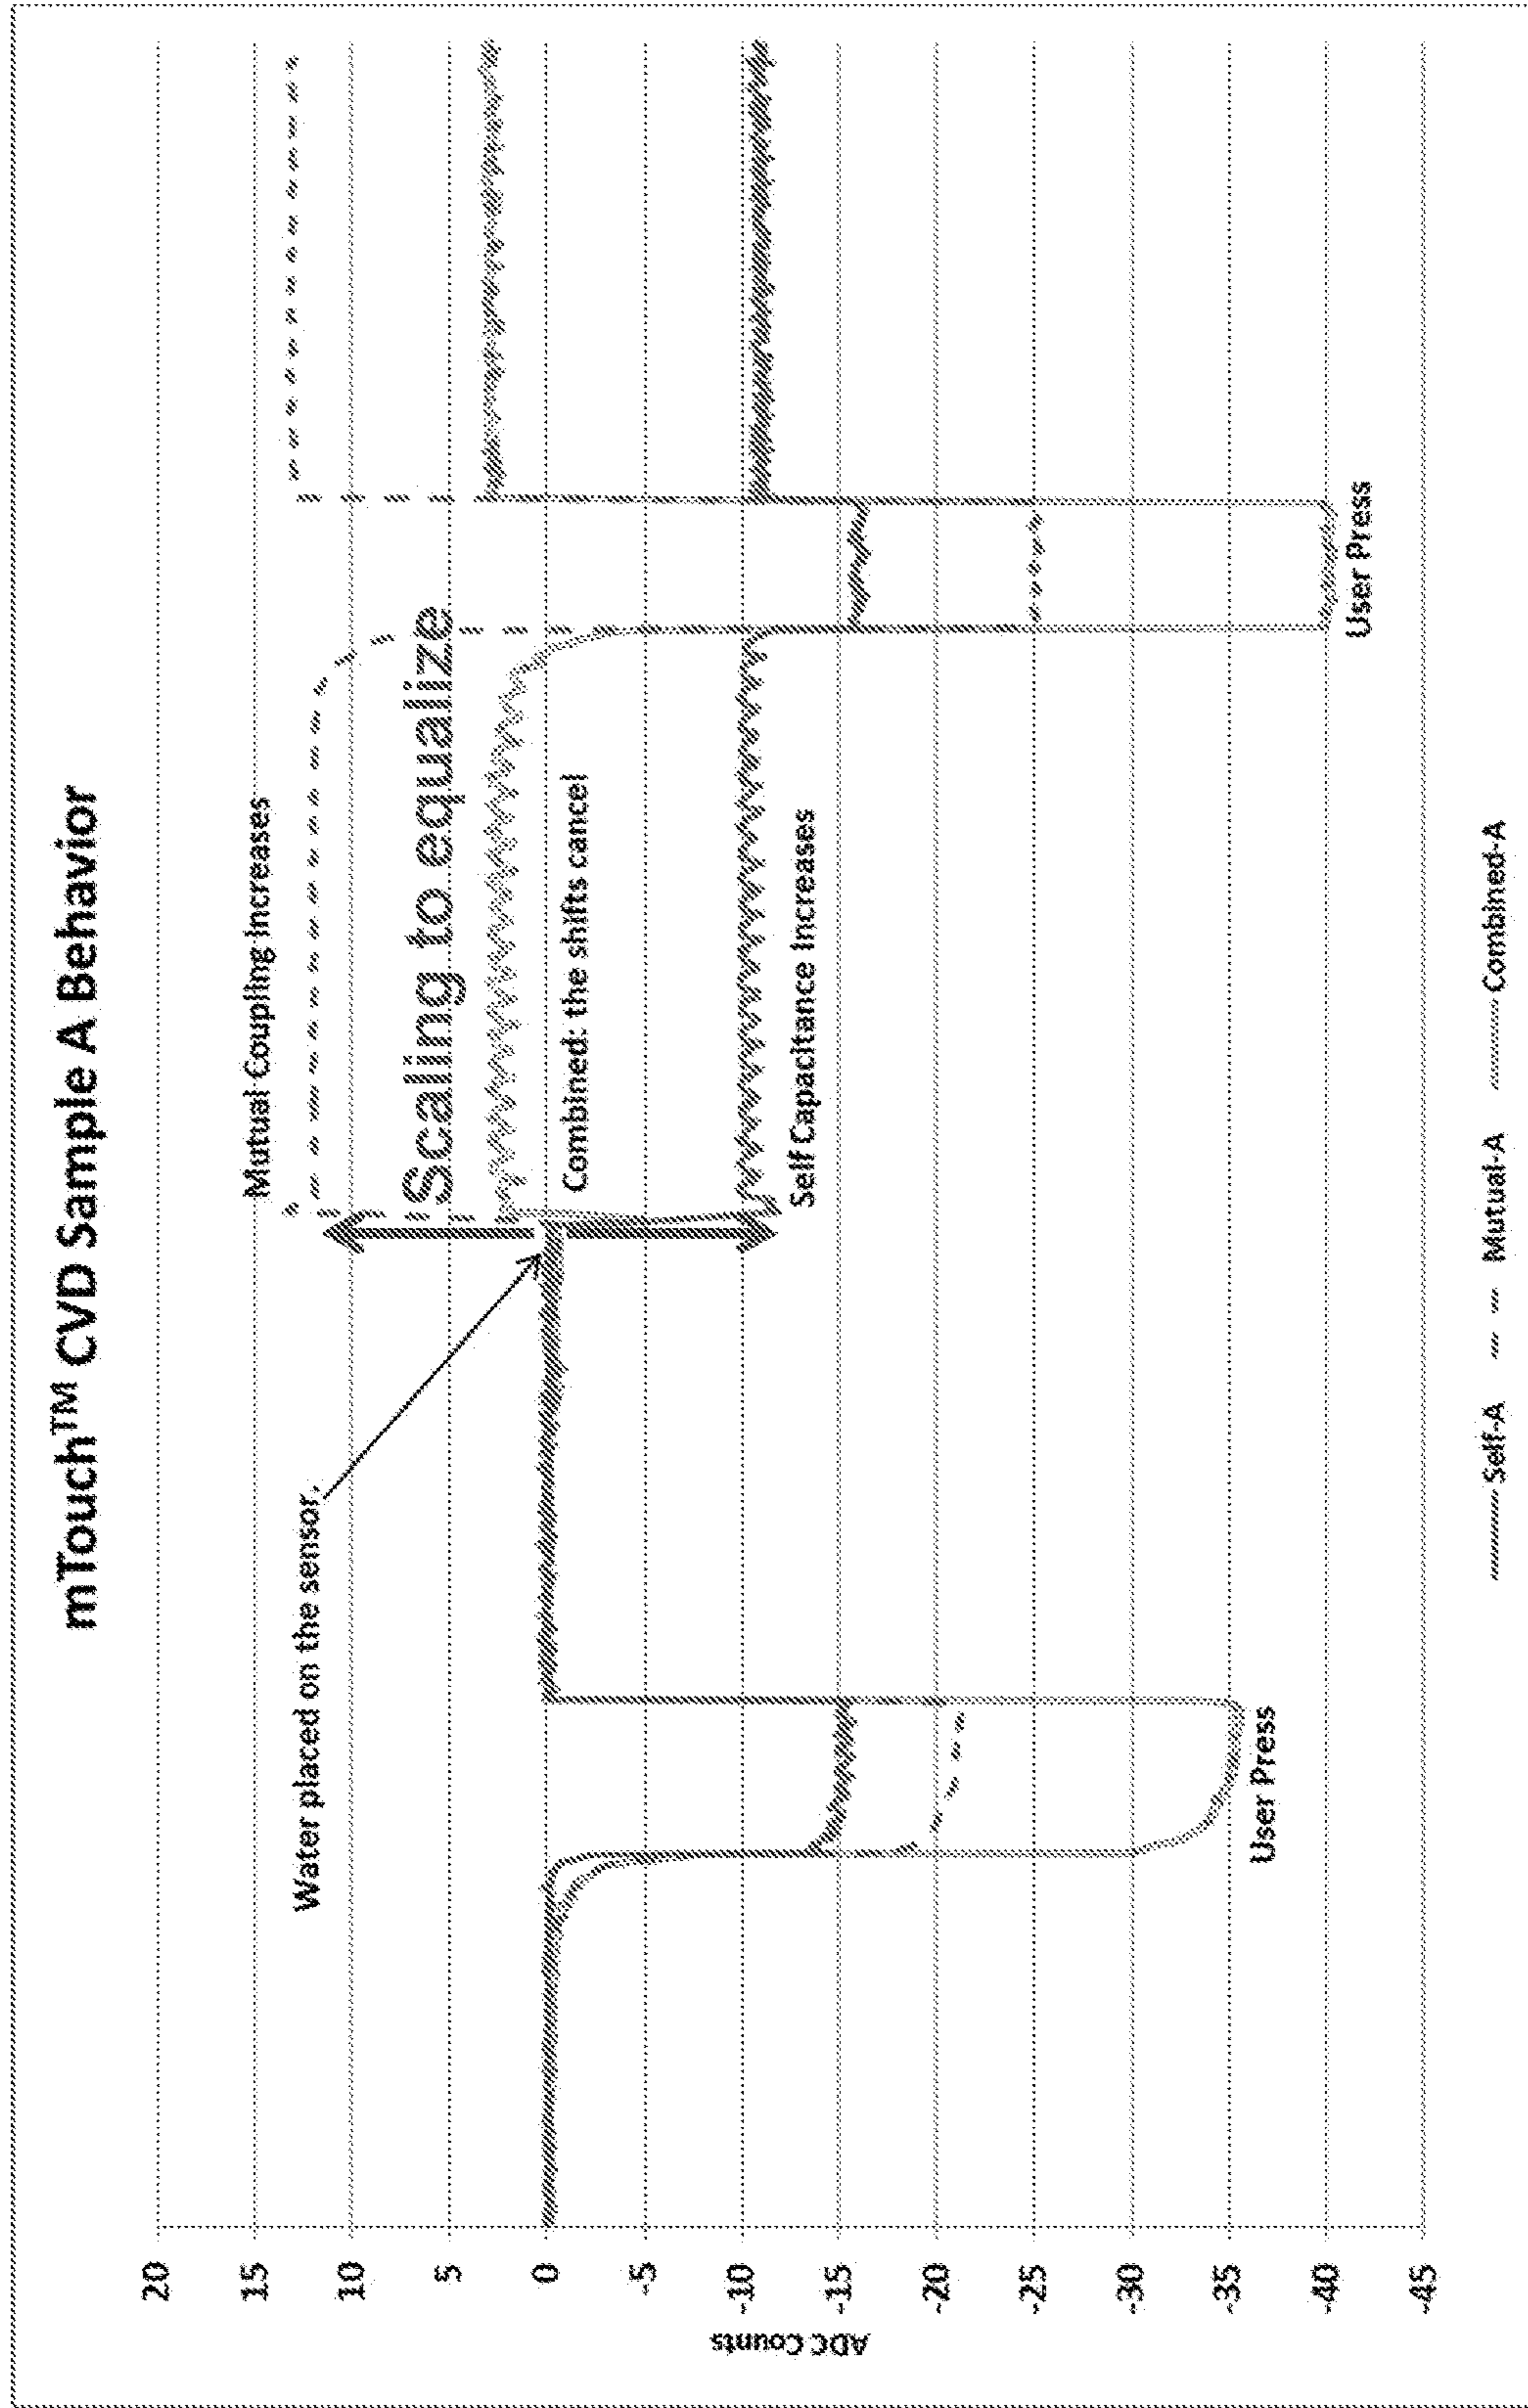 mTouch™ CVD Sample A Behavior
20
15
10
5
0
-5
-10
-15
-20
-25
-30
-35
-40
-45
ADC Counts
Water placed on the sensor.
Mutual Coupling Increases
Scaling to equalize
Combined: the shifts cancel
Self Capacitance Increases
User Press
User Press
Self-A
Mutual-A
Combined-A